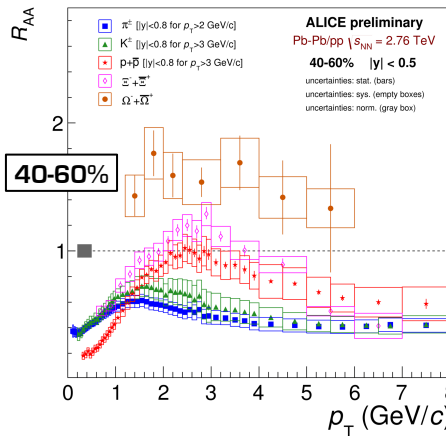 R_AA
ALICE preliminary
Pb-Pb/pp √s_NN = 2.76 TeV
40-60% |y| < 0.5
uncertainties: stat. (bars)
uncertainties: sys. (empty boxes)
uncertainties: norm. (gray box)
π± [|y|<0.8 for p_T>2 GeV/c]
K± [|y|<0.8 for p_T>3 GeV/c]
p+p̅ [|y|<0.8 for p_T>3 GeV/c]
Ξ⁻+Ξ̅⁺
Ω⁻+Ω̅⁺
2
40-60%
1
0 1 2 3 4 5 6 7 8
p_T (GeV/c)